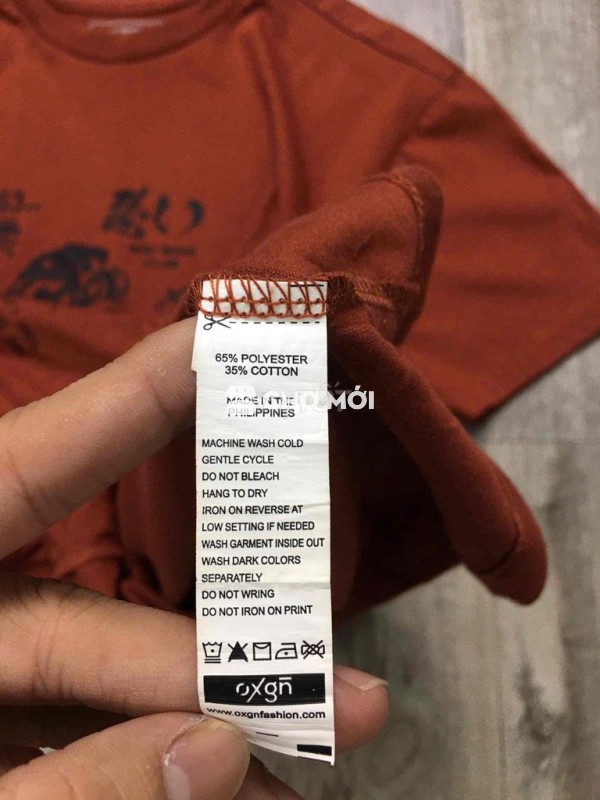 63..
65% POLYESTER
35% COTTON
MADE IN THE
PHILIPPINES
MACHINE WASH COLD
GENTLE CYCLE
DO NOT BLEACH
HANG TO DRY
IRON ON REVERSE AT
LOW SETTING IF NEEDED
WASH GARMENT INSIDE OUT
WASH DARK COLORS
SEPARATELY
DO NOT WRING
DO NOT IRON ON PRINT
oxgn
www.oxgnfashion.com